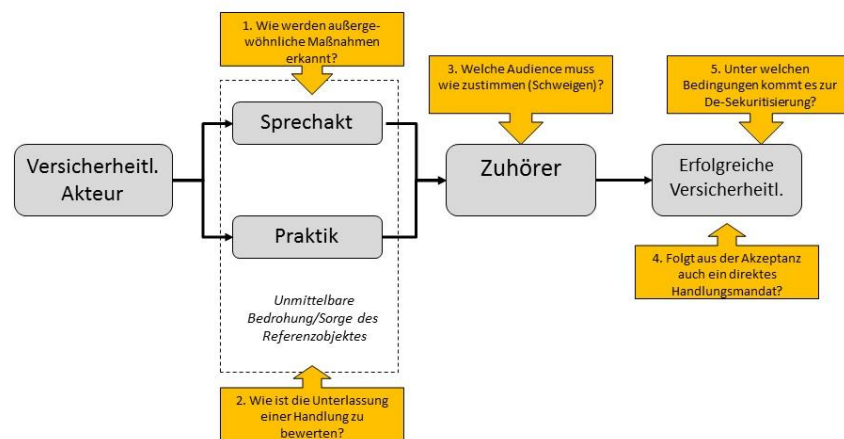 1. Wie werden außerge-
wöhnliche Maßnahmen
erkannt?
3. Welche Audience muss
wie zustimmen (Schweigen)?
5. Unter welchen
Bedingungen kommt es zur
De-Sekuritisierung?
Sprechakt
Versicherheitl.
Akteur
Zuhörer
Erfolgreiche
Versicherheitl.
Praktik
4. Folgt aus der Akzeptanz
auch ein direktes
Handlungsmandat?
Unmittelbare
Bedrohung/Sorge des
Referenzobjektes
2. Wie ist die Unterlassung
einer Handlung zu
bewerten?